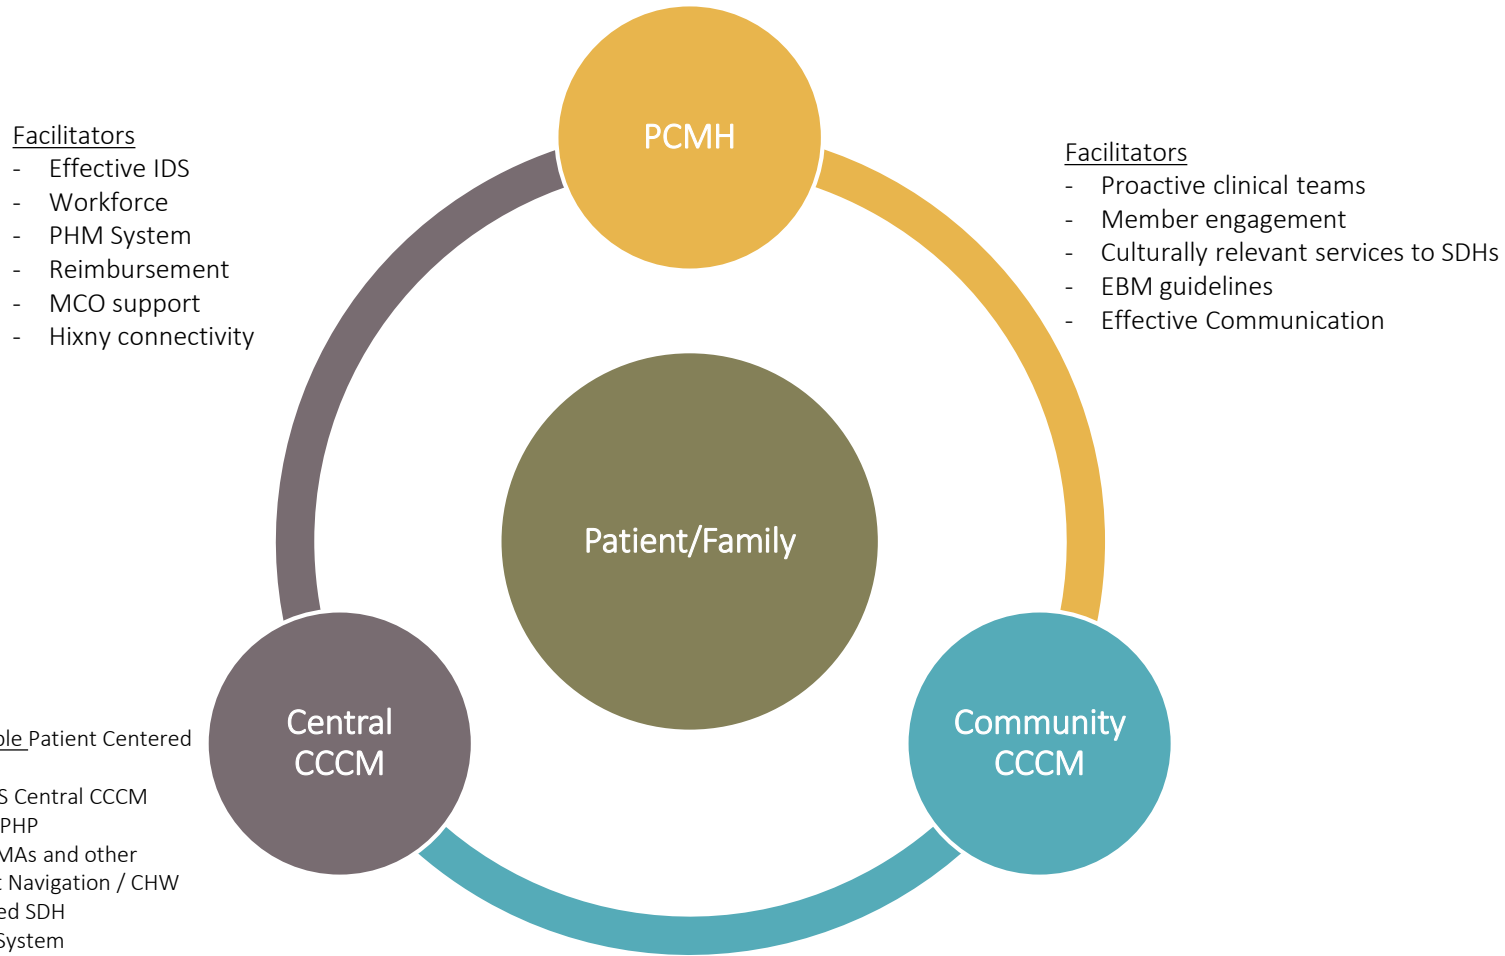 PCMH
Facilitators
- Effective IDS
- Workforce
- PHM System
- Reimbursement
- MCO support
- Hixny connectivity
Facilitators
- Proactive clinical teams
- Member engagement
- Culturally relevant services to SDHs
- EBM guidelines
- Effective Communication
Patient/Family
Central
CCCM
Community
CCCM
Patient Centered
Central CCCM
PHP
MAs and other
Navigation / CHW
SDH
System